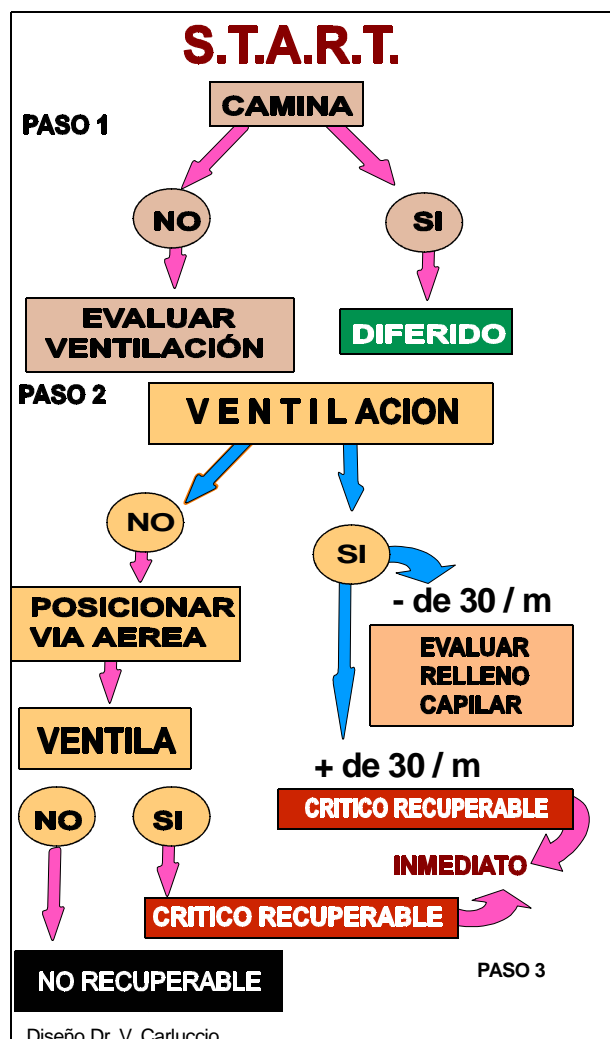 S.T.A.R.T.
CAMINA
PASO 1
NO
SI
EVALUAR
VENTILACIÓN
DIFERIDO
PASO 2
V E N T I L ACION
NO
SI
- de 30 / m
POSICIONAR
VIA AEREA
EVALUAR
RELLENO
CAPILAR
VENTILA
+ de 30 / m
NO
SI
CRITICO RECUPERABLE
INMEDIATO
CRITICO RECUPERABLE
NO RECUPERABLE
PASO 3
Diseño Dr. V. Carluccio